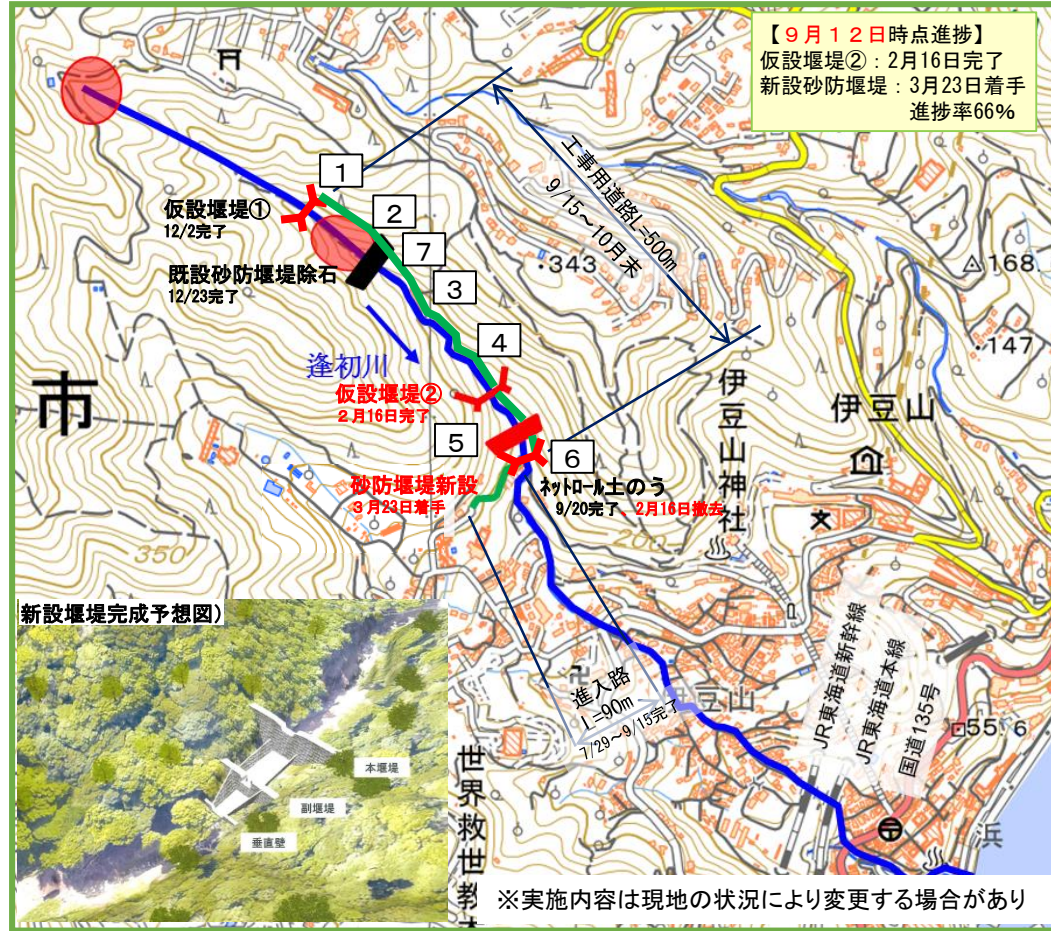 【９月１２日時点進捗】
仮設堰堤②：2月16日完了
新設砂防堰堤：3月23日着手
進捗率66%
1
仮設堰堤①
12/2完了
2
7
既設砂防堰堤除石
12/23完了
3
工事用道路L=500m
9/15～10月末
・343
168
・147
4
逢初川
仮設堰堤②
２月16日完了
市
5
6
砂防堰堤新設
３月23日着手
ネットロール土のう
9/20完了、2月16日撤去
伊豆山神社
伊豆山
350
200
新設堰堤完成予想図）
本堰堤
副堰堤
垂直壁
進入路
L=90m
7/29～9/15完了
伊豆山
JR東海道新幹線
JR東海道本線
国道135号
55.6
浜
世界救世教
※実施内容は現地の状況により変更する場合があり